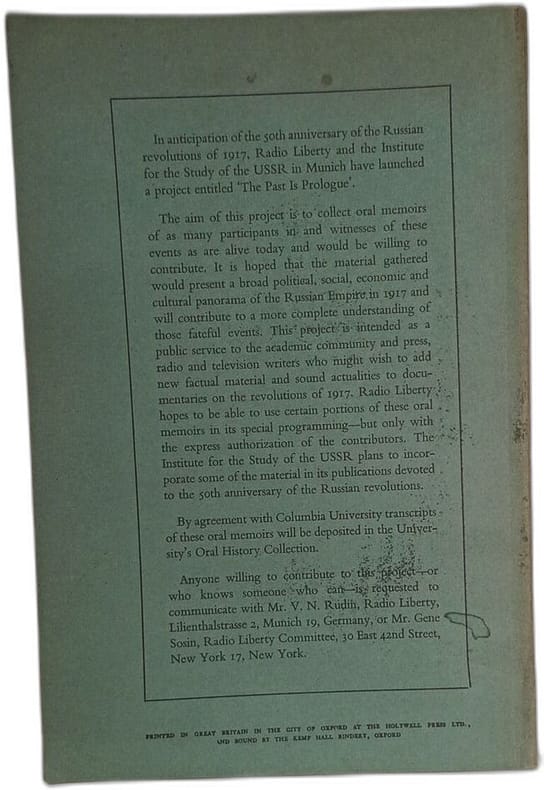 In anticipation of the 50th anniversary of the Russian
revolutions of 1917, Radio Liberty and the Institute
for the Study of the USSR in Munich have launched
a project entitled 'The Past Is Prologue'.
The aim of this project is to collect oral memoirs
of as many participants in and witnesses of these
events as are alive today and would be willing to
contribute. It is hoped that the material gathered
would present a broad political, social, economic and
cultural panorama of the Russian Empire in 1917 and
will contribute to a more complete understanding of
those fateful events. This project is intended as a
public service to the academic community and press,
radio and television writers who might wish to add
new factual material and sound actualities to docu-
mentaries on the revolutions of 1917. Radio Liberty
hopes to be able to use certain portions of these oral
memoirs in its special programming—but only with
the express authorization of the contributors. The
Institute for the Study of the USSR plans to incor-
porate some of the material in its publications devoted
to the 50th anniversary of the Russian revolutions.
By agreement with Columbia University transcripts
of these oral memoirs will be deposited in the Univer-
sity's Oral History Collection.
Anyone willing to contribute to this project—or
who knows someone who can—is requested to
communicate with Mr. V. N. Rudin, Radio Liberty,
Lilienthalstrasse 2, Munich 19, Germany, or Mr. Gene
Sosin, Radio Liberty Committee, 30 East 42nd Street,
New York 17, New York.
PRINTED IN GREAT BRITAIN IN THE CITY OF OXFORD AT THE HOLYWELL PRESS LTD.,
AND BOUND BY THE KEMP HALL BINDERY, OXFORD